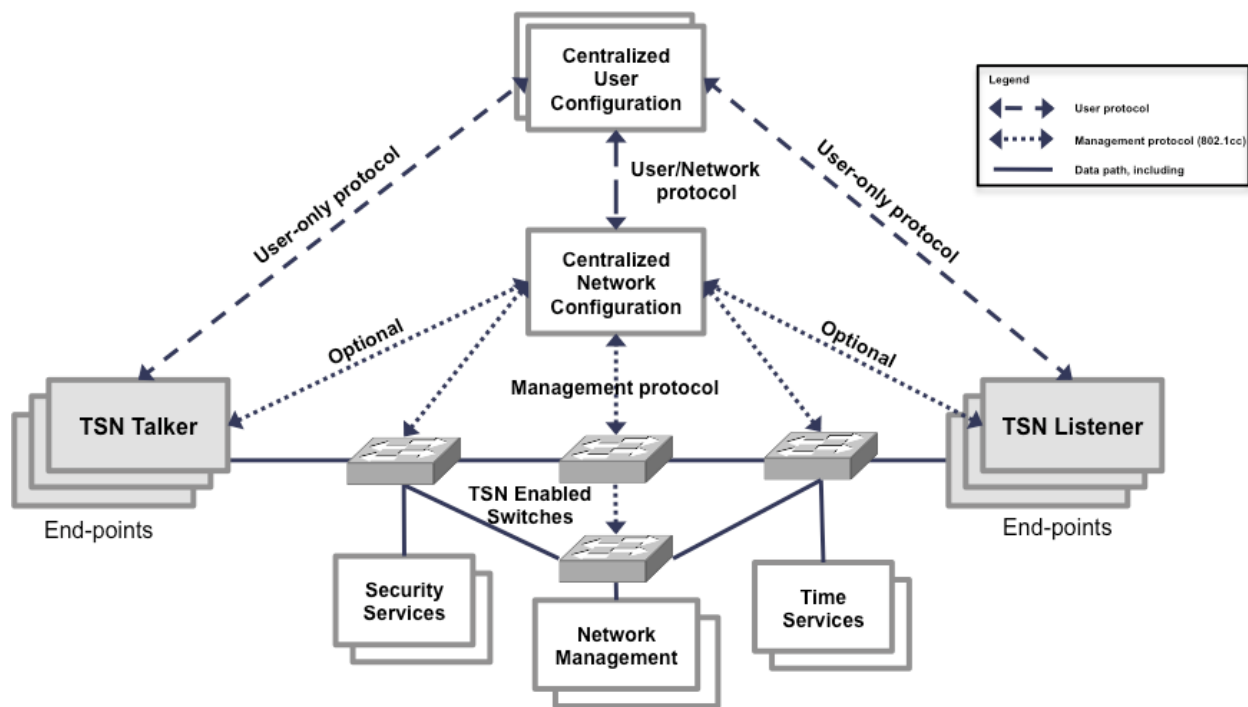 Centralized
User
Configuration
Legend
User protocol
Management protocol (802.1cc)
Data path, including
User-only protocol
User/Network
protocol
User-only protocol
Centralized
Network
Configuration
Optional
Optional
Management protocol
TSN Talker
TSN Listener
End-points
TSN Enabled
Switches
End-points
Security
Services
Time
Services
Network
Management